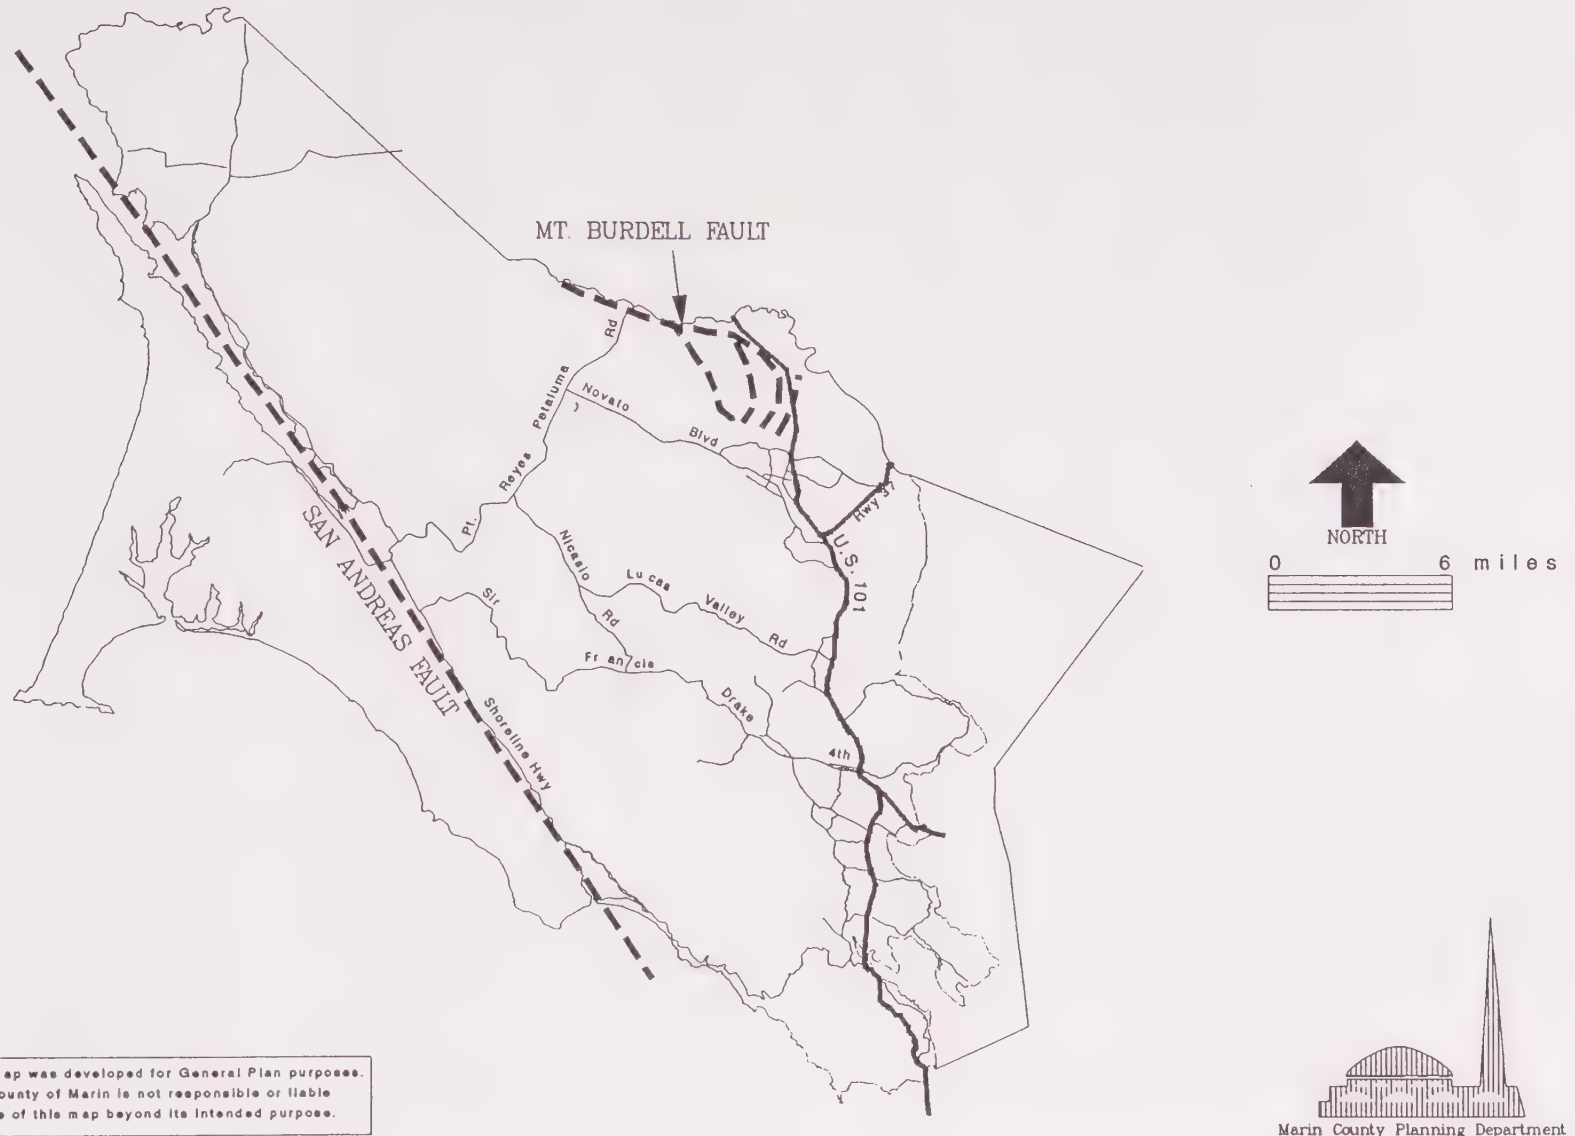 MT. BURDELL FAULT
Pt. Reyes Petaluma Rd
Novato Blvd
Hwy 37
U.S. 101
SAN ANDREAS FAULT
Nicasio Rd
Lucas Valley Rd
Sir Francis Drake
4th
Shoreline Hwy
NORTH
0 6 miles
ap was developed for General Plan purposes.
ounty of Marin is not responsible or liable
of this map beyond its intended purpose.
Marin County Planning Department